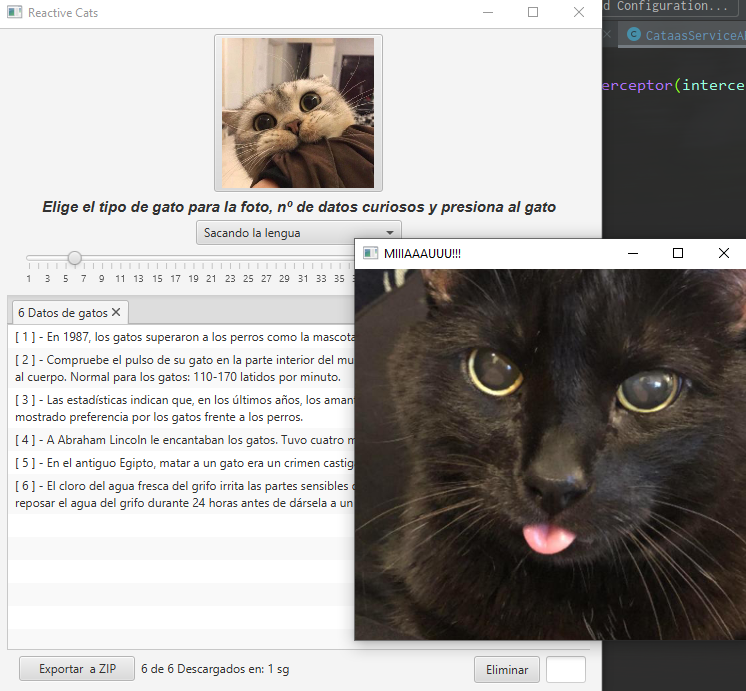 Reactive Cats
d Configuration...
CataasServiceA
erceptor(interce
Elige el tipo de gato para la foto, nº de datos curiosos y presiona al gato
Sacando la lengua
1 3 5 7 9 11 13 15 17 19 21 23 25 27 29 31 33 35
MIIIAAAUUU!!!
6 Datos de gatos
[ 1 ] - En 1987, los gatos superaron a los perros como la mascota
[ 2 ] - Compruebe el pulso de su gato en la parte interior del mu
al cuerpo. Normal para los gatos: 110-170 latidos por minuto.
[ 3 ] - Las estadísticas indican que, en los últimos años, los aman
mostrado preferencia por los gatos frente a los perros.
[ 4 ] - A Abraham Lincoln le encantaban los gatos. Tuvo cuatro
[ 5 ] - En el antiguo Egipto, matar a un gato era un crimen castig
[ 6 ] - El cloro del agua fresca del grifo irrita las partes sensibles
reposar el agua del grifo durante 24 horas antes de dársela a un
Exportar a ZIP
6 de 6 Descargados en: 1 sg
Eliminar